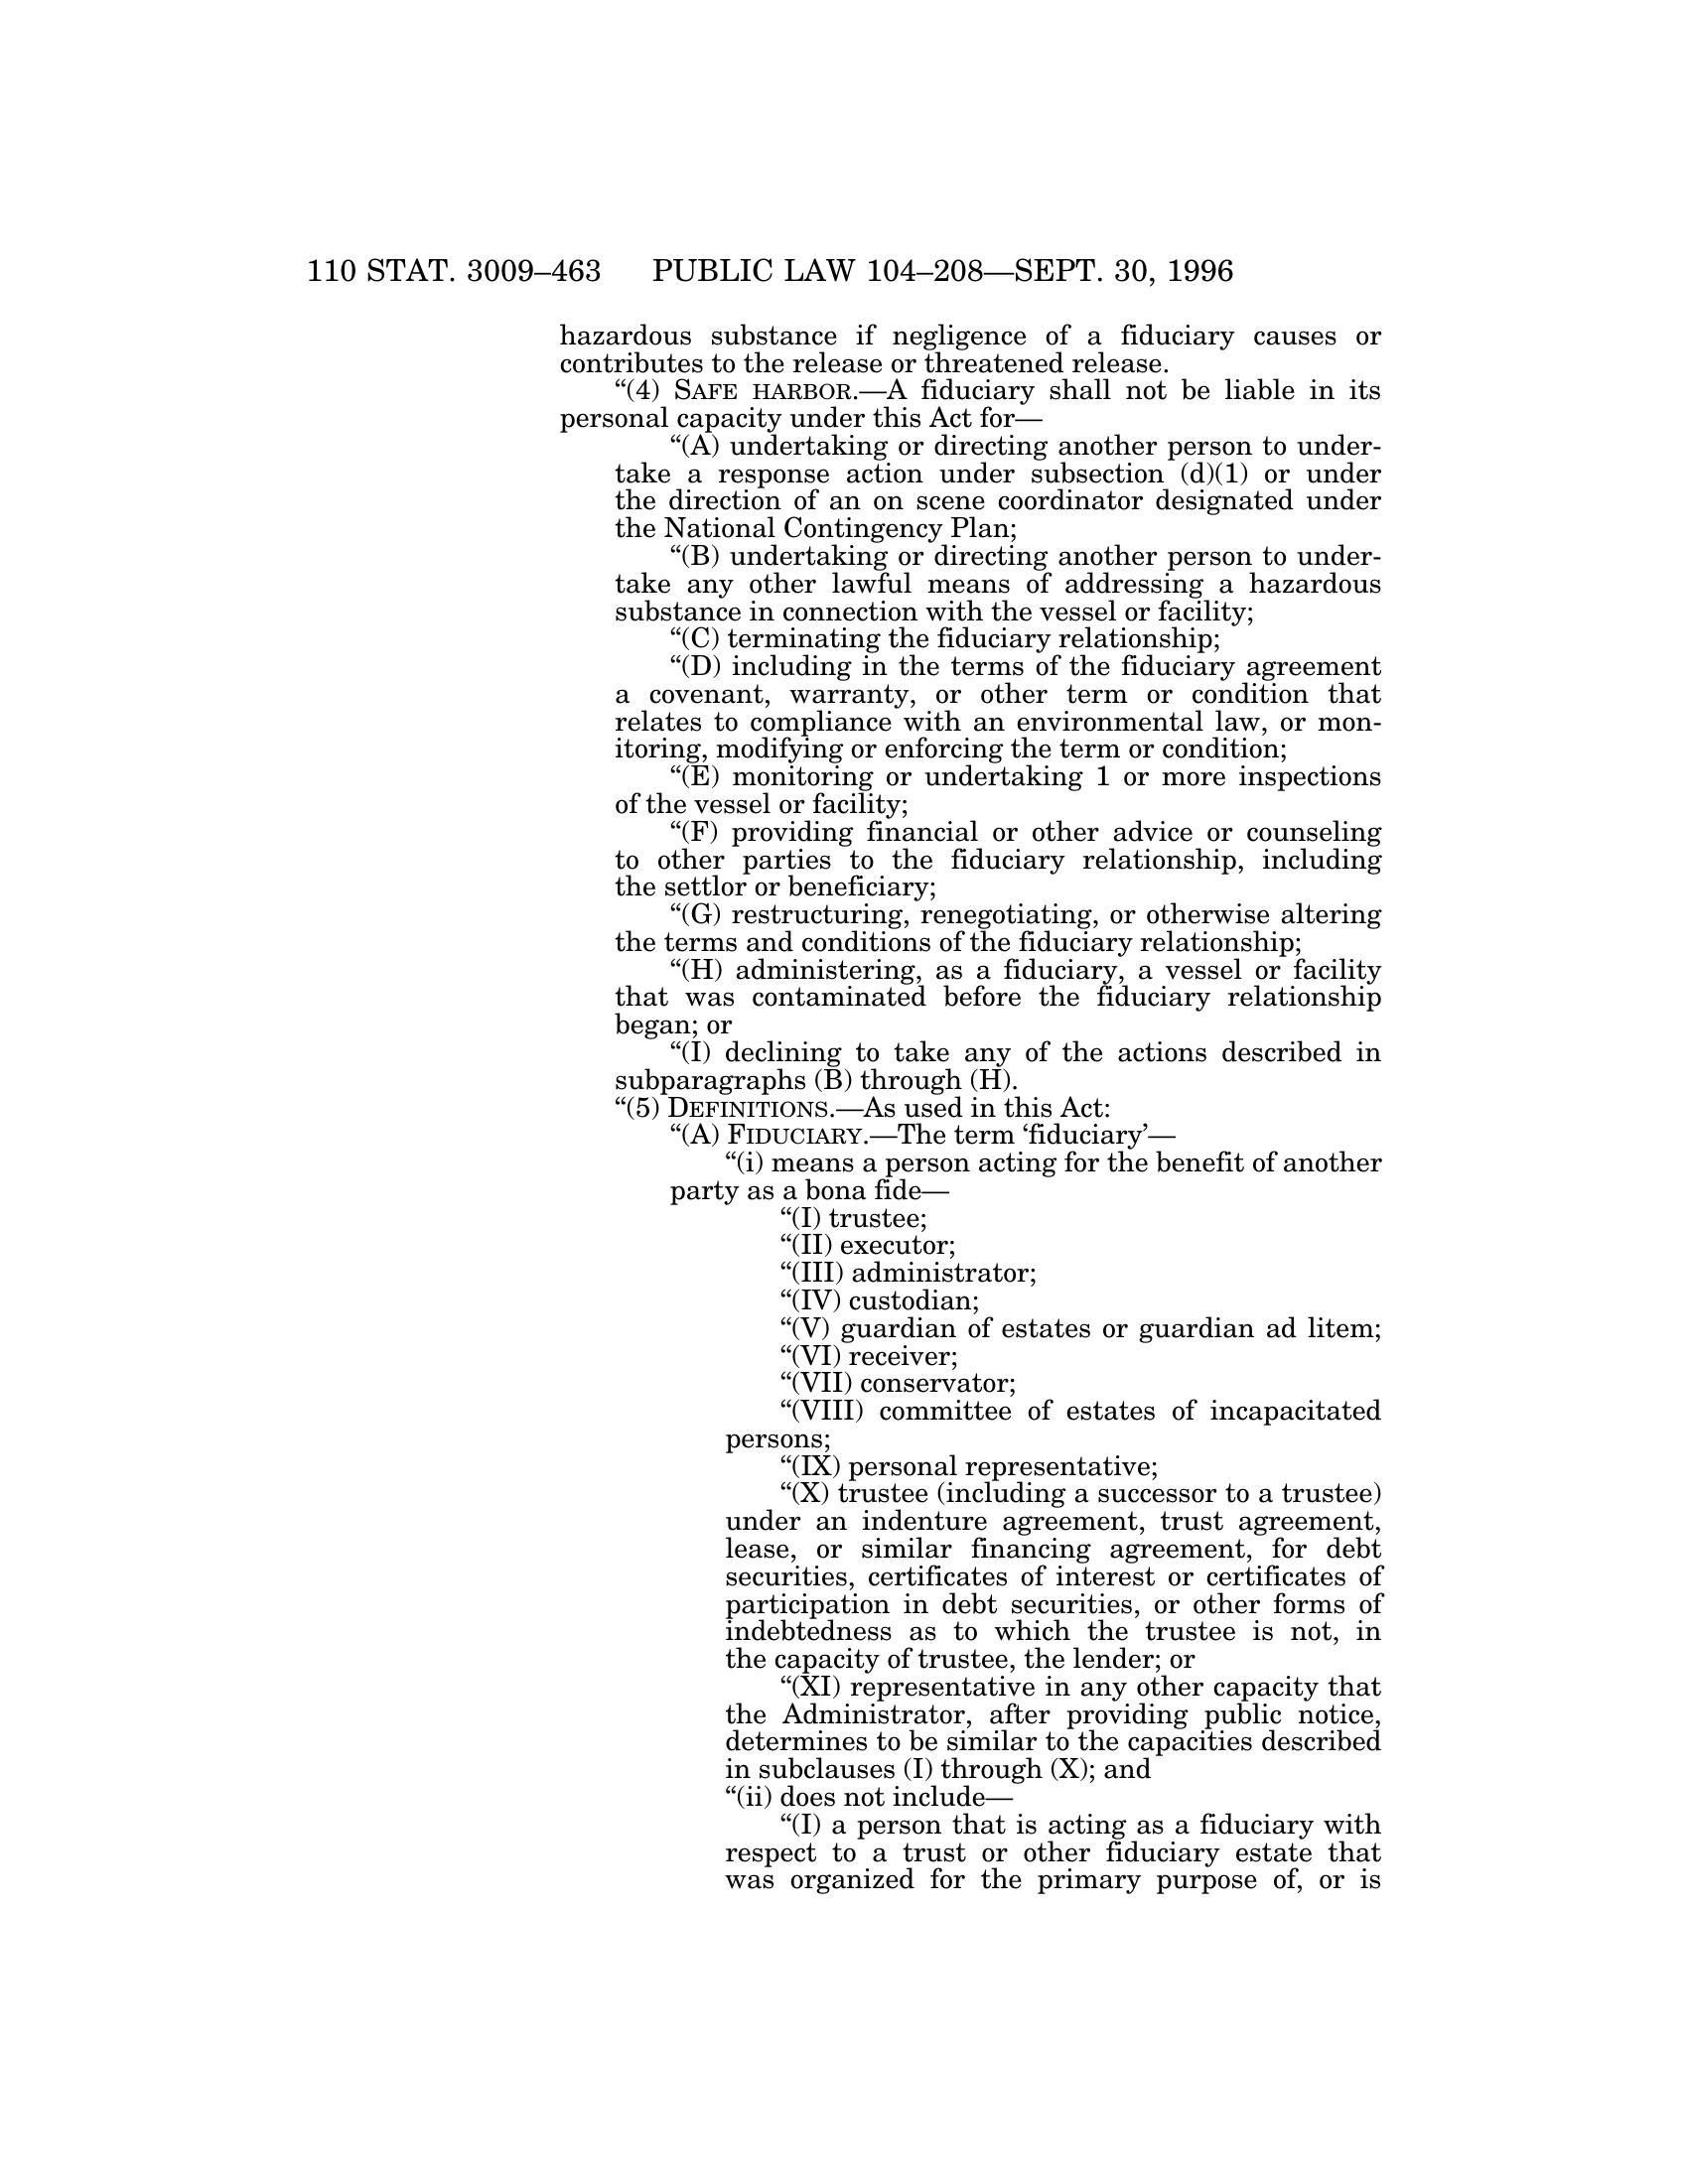 110 STAT. 3009–463 PUBLIC LAW 104–208—SEPT. 30, 1996
hazardous substance if negligence of a fiduciary causes or
contributes to the release or threatened release.
“(4) SAFE HARBOR.—A fiduciary shall not be liable in its
personal capacity under this Act for—
“(A) undertaking or directing another person to under-
take a response action under subsection (d)(1) or under
the direction of an on scene coordinator designated under
the National Contingency Plan;
“(B) undertaking or directing another person to under-
take any other lawful means of addressing a hazardous
substance in connection with the vessel or facility;
“(C) terminating the fiduciary relationship;
“(D) including in the terms of the fiduciary agreement
a covenant, warranty, or other term or condition that
relates to compliance with an environmental law, or mon-
itoring, modifying or enforcing the term or condition;
“(E) monitoring or undertaking 1 or more inspections
of the vessel or facility;
“(F) providing financial or other advice or counseling
to other parties to the fiduciary relationship, including
the settlor or beneficiary;
“(G) restructuring, renegotiating, or otherwise altering
the terms and conditions of the fiduciary relationship;
“(H) administering, as a fiduciary, a vessel or facility
that was contaminated before the fiduciary relationship
began; or
“(I) declining to take any of the actions described in
subparagraphs (B) through (H).
“(5) DEFINITIONS.—As used in this Act:
“(A) FIDUCIARY.—The term ‘fiduciary’—
“(i) means a person acting for the benefit of another
party as a bona fide—
“(I) trustee;
“(II) executor;
“(III) administrator;
“(IV) custodian;
“(V) guardian of estates or guardian ad litem;
“(VI) receiver;
“(VII) conservator;
“(VIII) committee of estates of incapacitated
persons;
“(IX) personal representative;
“(X) trustee (including a successor to a trustee)
under an indenture agreement, trust agreement,
lease, or similar financing agreement, for debt
securities, certificates of interest or certificates of
participation in debt securities, or other forms of
indebtedness as to which the trustee is not, in
the capacity of trustee, the lender; or
“(XI) representative in any other capacity that
the Administrator, after providing public notice,
determines to be similar to the capacities described
in subclauses (I) through (X); and
“(ii) does not include—
“(I) a person that is acting as a fiduciary with
respect to a trust or other fiduciary estate that
was organized for the primary purpose of, or is